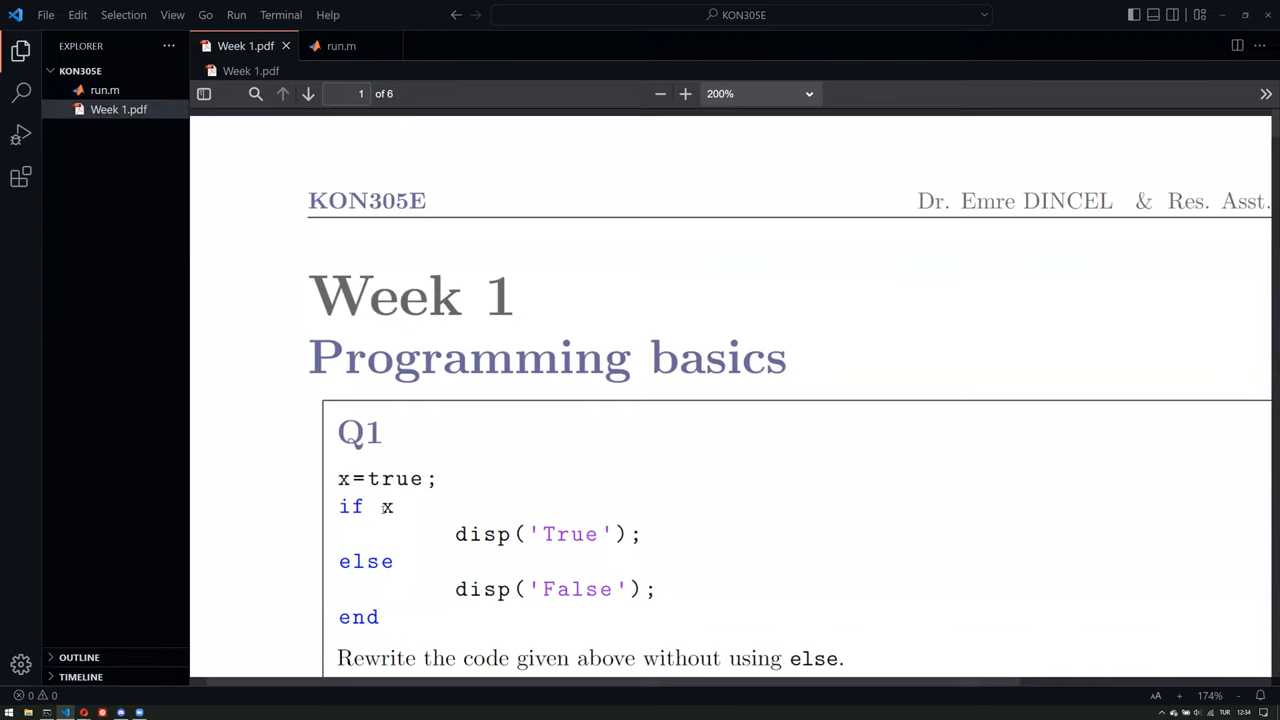 File Edit Selection View Go Run Terminal Help
KON305E
EXPLORER
Week 1.pdf
run.m
KON305E
run.m
Week 1.pdf
Week 1.pdf
1 of 6
200%
KON305E
Dr. Emre DINCEL & Res. Asst.
Week 1
Programming basics
Q1
x=true;
if x
disp('True');
else
disp('False');
end
Rewrite the code given above without using else.
OUTLINE
TIMELINE
0 0
174%
TUR 12:34